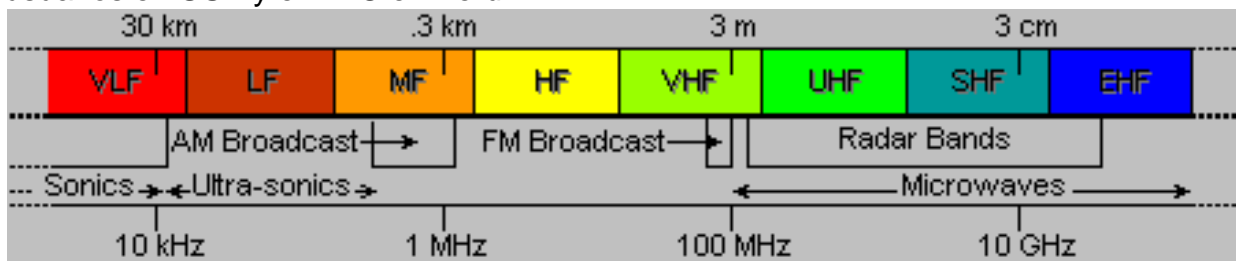 30 km .3 km 3 m 3 cm
VLF LF MF HF VHF UHF SHF EHF
AM Broadcast FM Broadcast Radar Bands
Sonics Ultra-sonics Microwaves
10 kHz 1 MHz 100 MHz 10 GHz